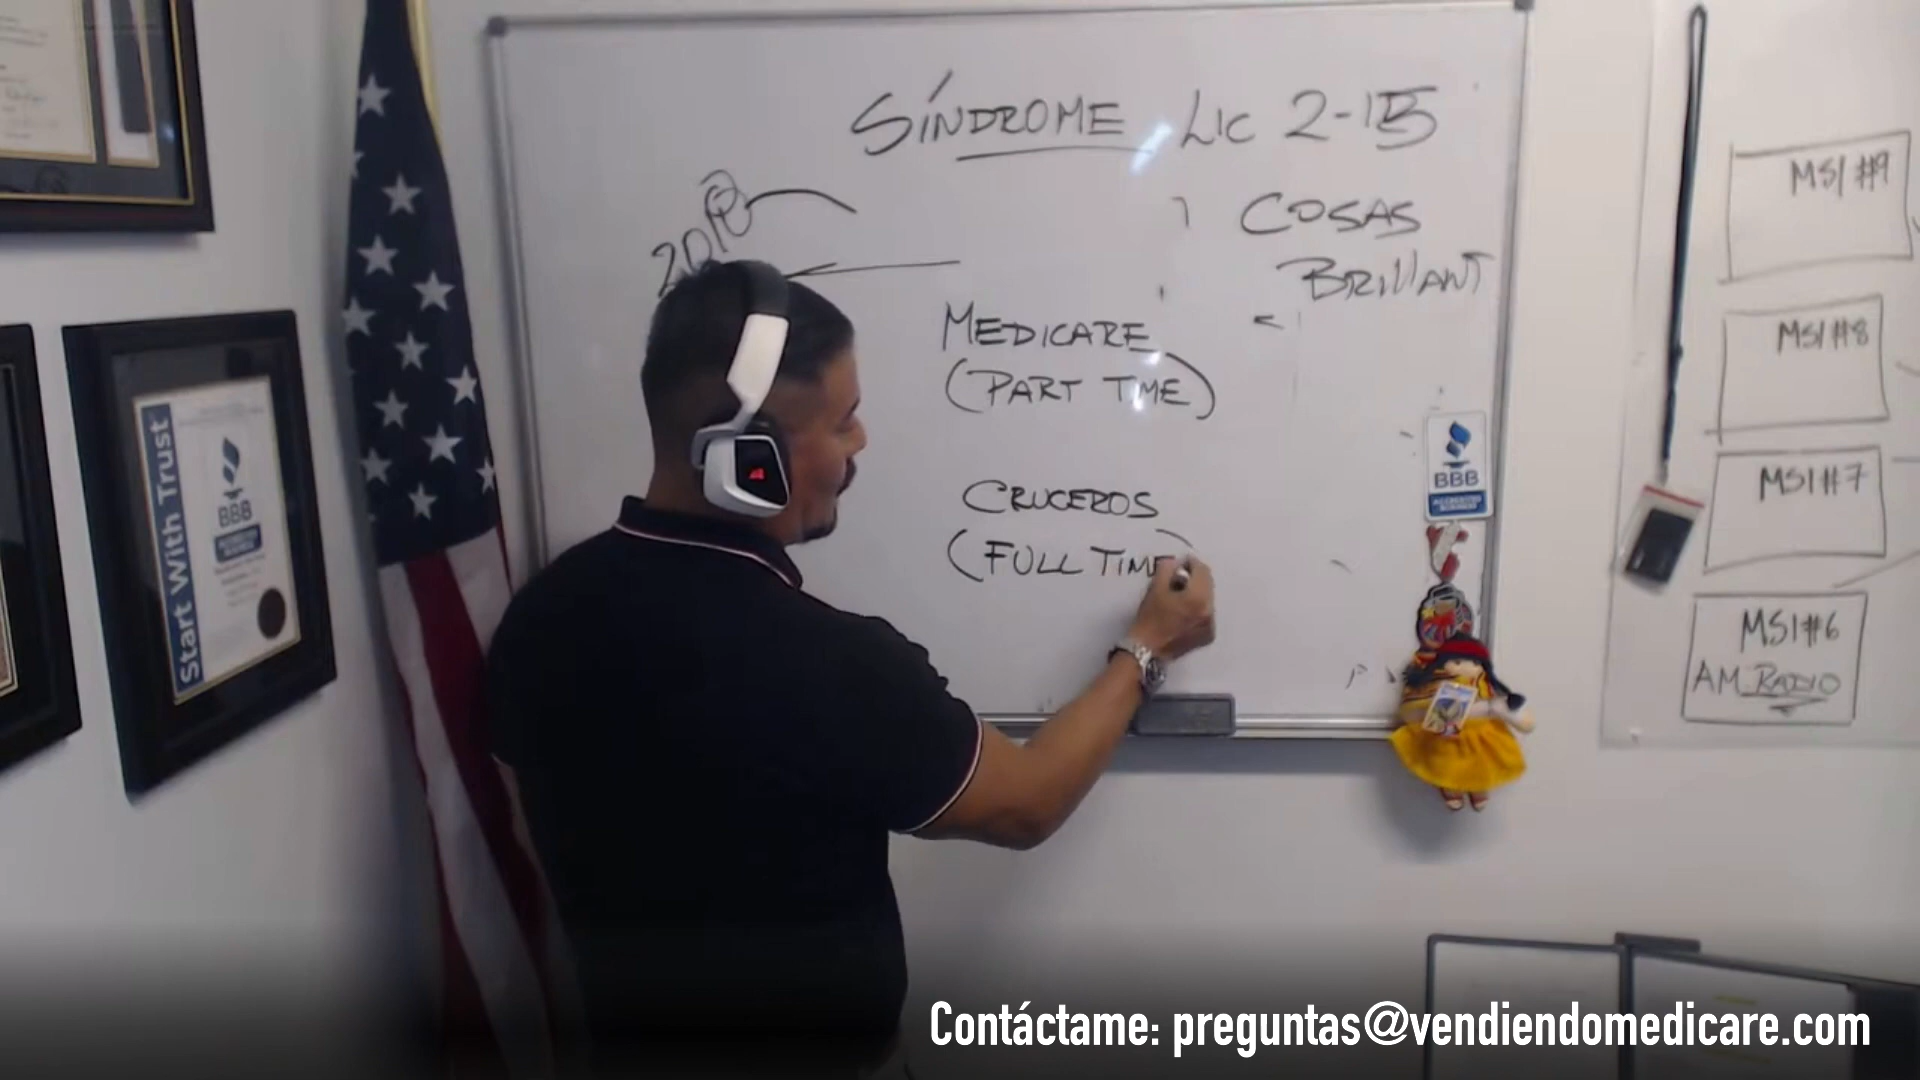 SÍNDROME LIC 2-15
COSAS
BRILLANT
MEDICARE
(PART TIME)
CRUCEROS
(FULL TIME)
Start With Trust
BBB
BBB
MSI #9
MSI #8
MSI #7
MSI #6
AM RADIO
Contáctame: preguntas@vendiendomedicare.com